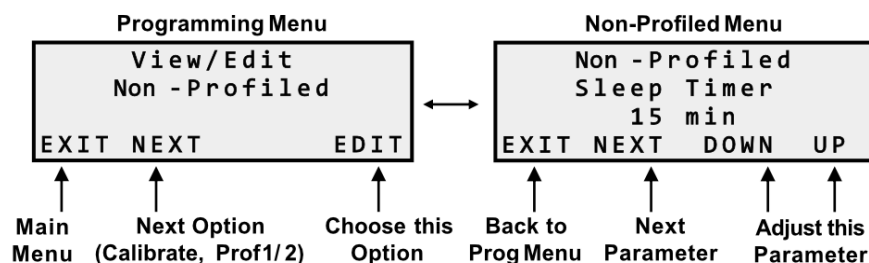 Programming Menu
View/Edit
Non -Profiled
EXIT NEXT EDIT
Main Menu
Next Option
(Calibrate, Prof1/2)
Choose this
Option
Non-Profiled Menu
Non -Profiled
Sleep Timer
15 min
EXIT NEXT DOWN UP
Back to
Prog Menu
Next
Parameter
Adjust this
Parameter